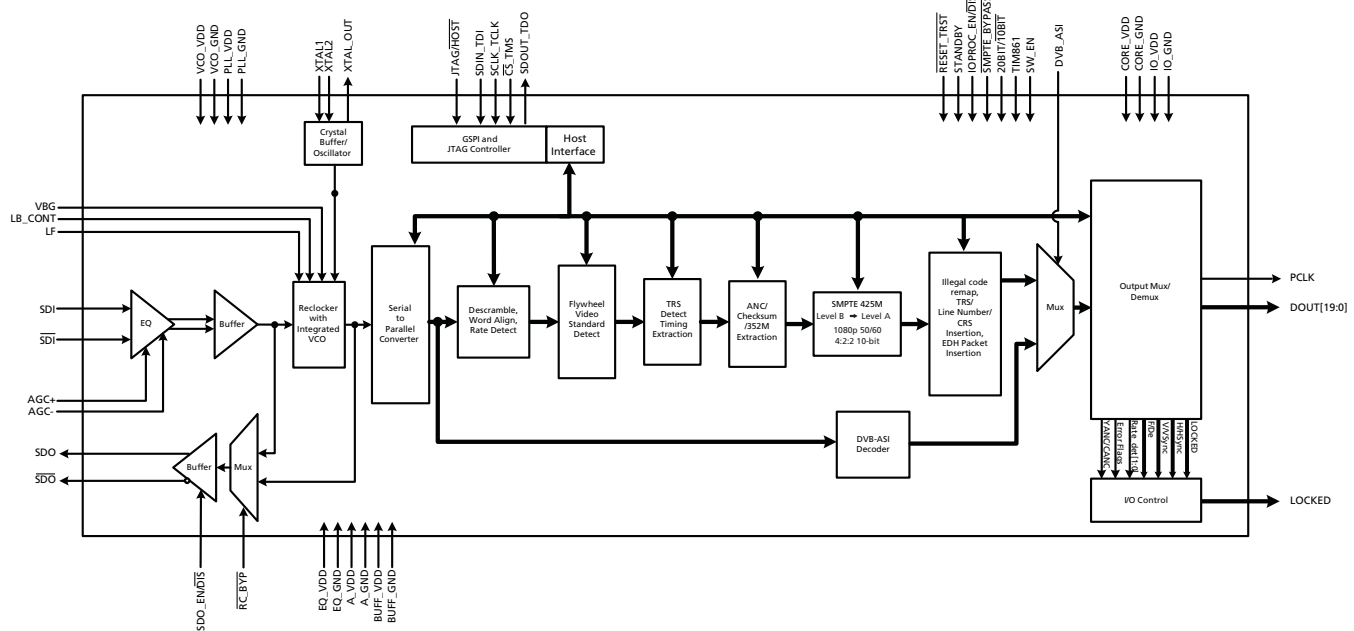 VCO_VDD
VCO_GND
PLL_VDD
PLL_GND
XTAL1
XTAL2
XTAL_OUT
JTAG/HOST
SDIN_TDI
SCLK_TCLK
CS_TMS
SDOUT_TDO
RESET_TRST
STANDBY
IOPROC_EN/DIS
SMPTE_BYPASS
20BIT/10BIT
TIM861
SW_EN
DVB_ASI
CORE_VDD
CORE_GND
IO_VDD
IO_GND
Crystal
Buffer/
Oscillator
GSPI and
JTAG Controller
Host
Interface
VBG
LB_CONT
LF
SDI
SDI
EQ
Buffer
Reclocker
with
Integrated
VCO
Serial
to
Parallel
Converter
Descramble,
Word Align,
Rate Detect
Flywheel
Video
Standard
Detect
TRS
Detect
Timing
Extraction
ANC/
Checksum
/352M
Extraction
SMPTE 425M
Level B ➡ Level A
1080p 50/60
4:2:2 10-bit
Illegal code
remap,
TRS/
Line Number/
CRS
Insertion,
EDH Packet
Insertion
Mux
Output Mux/
Demux
PCLK
DOUT[19:0]
AGC+
AGC-
SDO
SDO
Buffer
Mux
DVB-ASI
Decoder
YANC/CANC
Error Flags
Rate_det[1:0]
F/De
V/VSync
H/HSync
LOCKED
I/O Control
LOCKED
SDO_EN/DIS
RC_BYP
EQ_VDD
EQ_GND
A_VDD
A_GND
BUFF_VDD
BUFF_GND